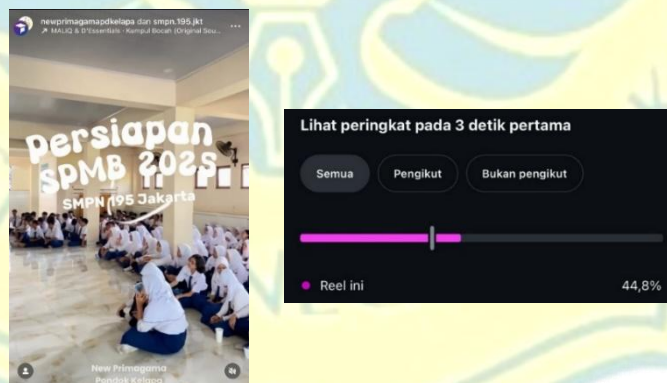 newprimagamapdkelapa dan smpn.195.jkt
MALIQ & D'Essentials · Kumpul Bocah (Original Sou...
persiapan
SPMB 2025
SMPN 195 Jakarta
New Primagama
Pondok Kelapa
Lihat peringkat pada 3 detik pertama
Semua
Pengikut
Bukan pengikut
Reel ini
44,8%